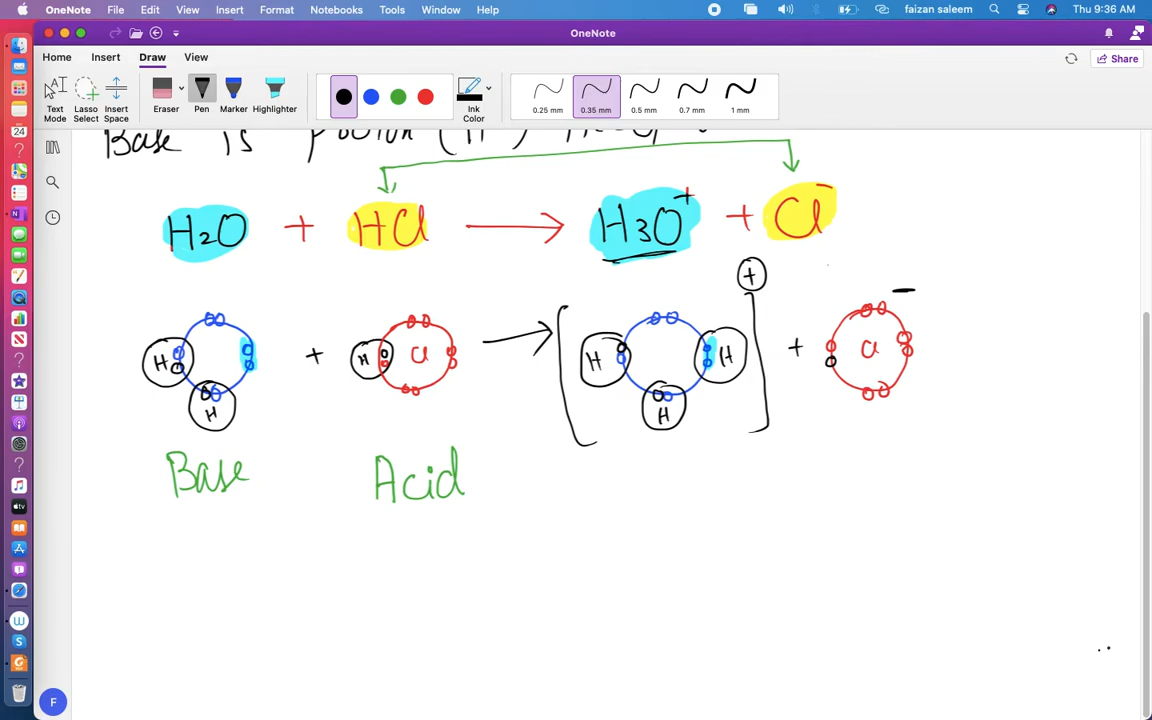 OneNote File Edit View Insert Format Notebooks Tools Window Help faizan saleem Thu 9:36 AM
OneNote
Home Insert Draw View Share
Text Mode Lasso Select Insert Space Eraser Pen Marker Highlighter Ink Color 0.25 mm 0.35 mm 0.5 mm 0.7 mm 1 mm
Base is proton (H
H₂O + HCl → H₃O⁺ + Cl⁻
+
H H + H Cl → [ H H H ] + Cl −
Base Acid
24
F